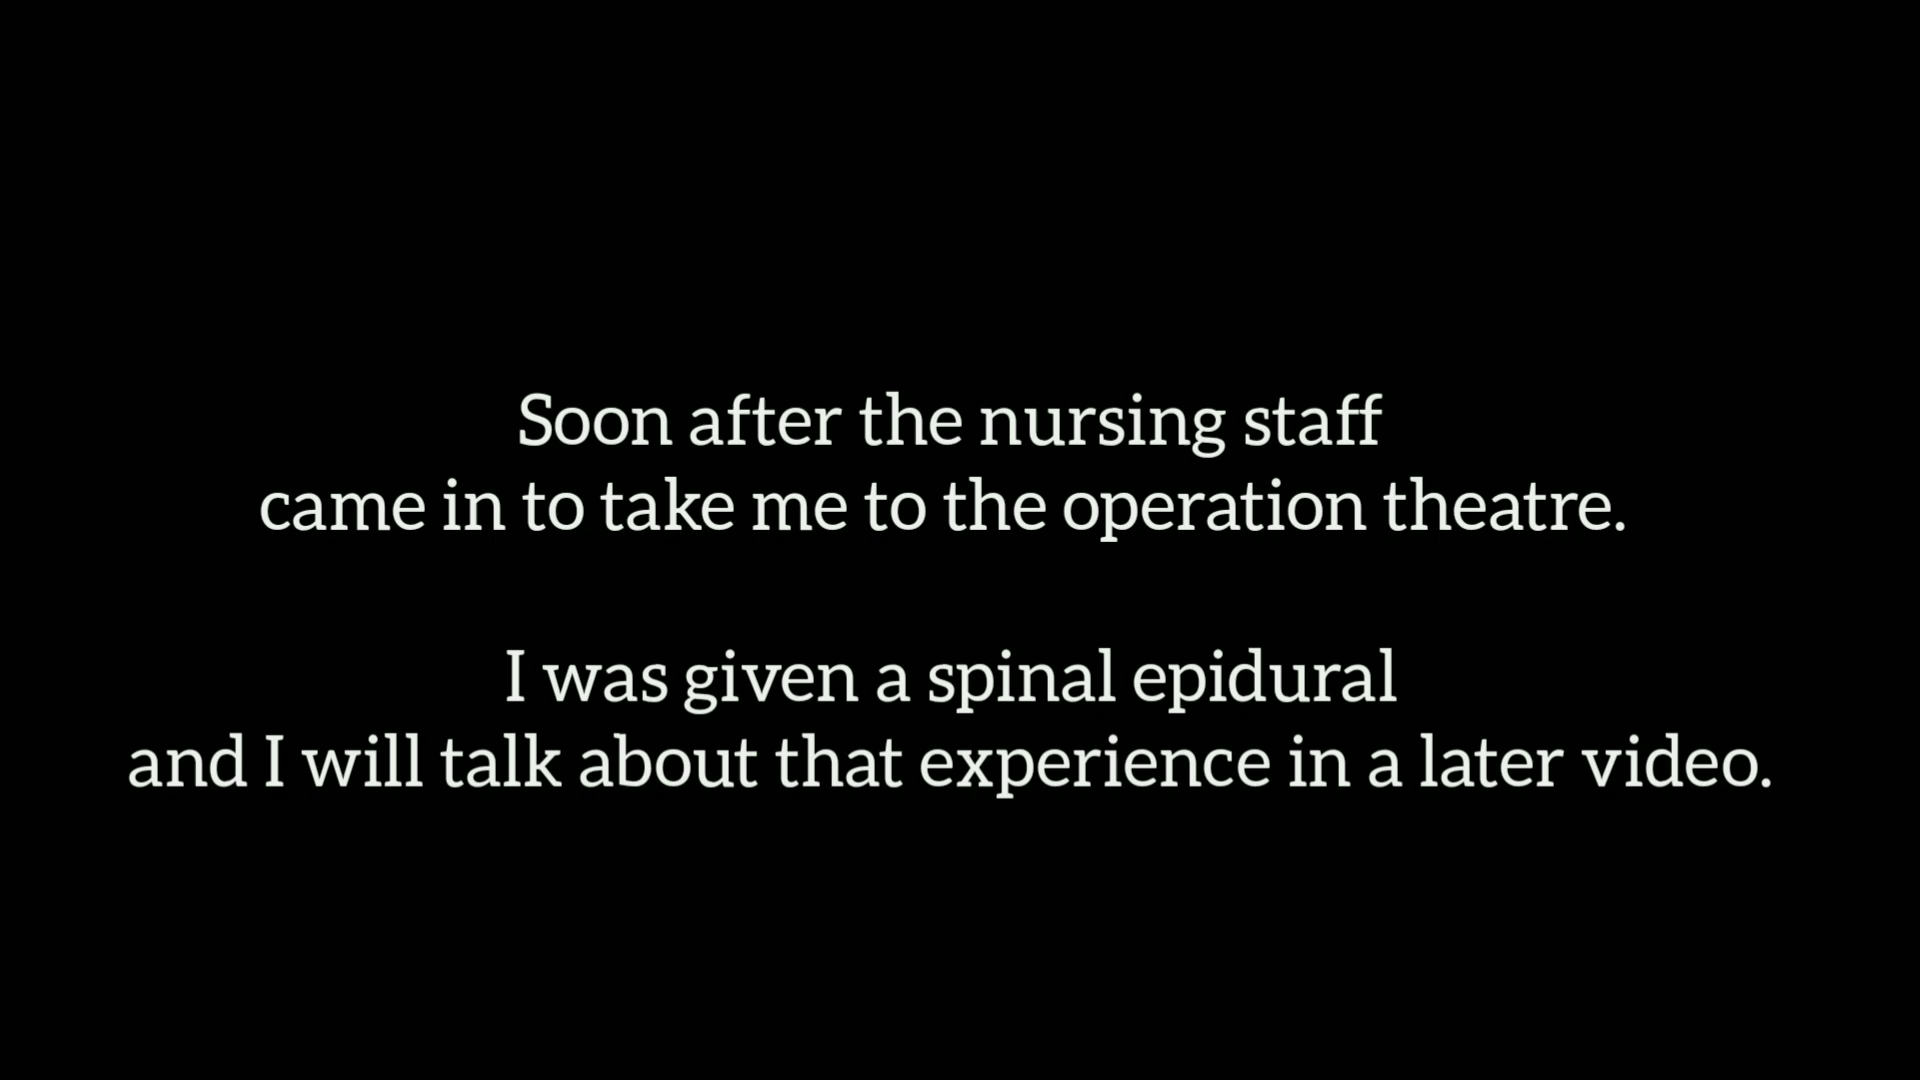 Soon after the nursing staff
came in to take me to the operation theatre.
I was given a spinal epidural
and I will talk about that experience in a later video.